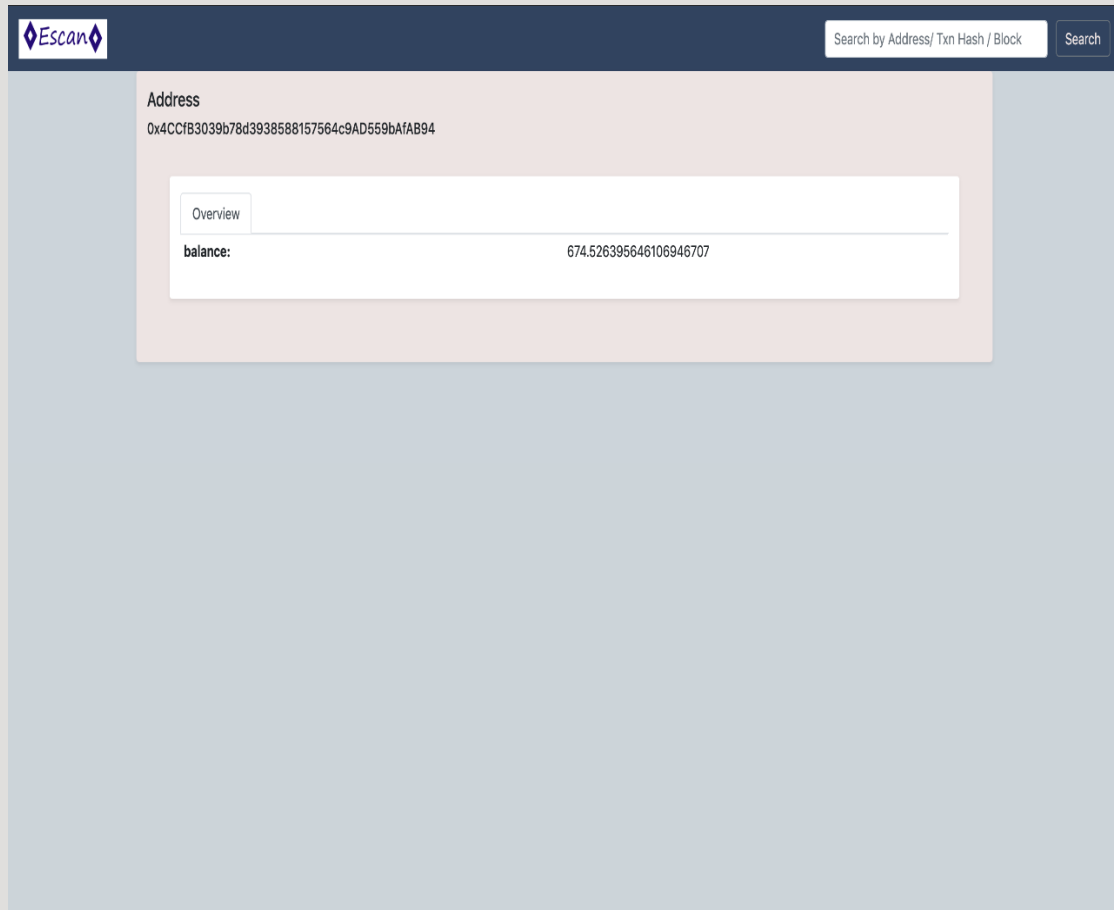 Escan
Search by Address/ Txn Hash / Block
Search
Address
0x4CCfB3039b78d3938588157564c9AD559bAfAB94
Overview
balance:
674.526395646106946707